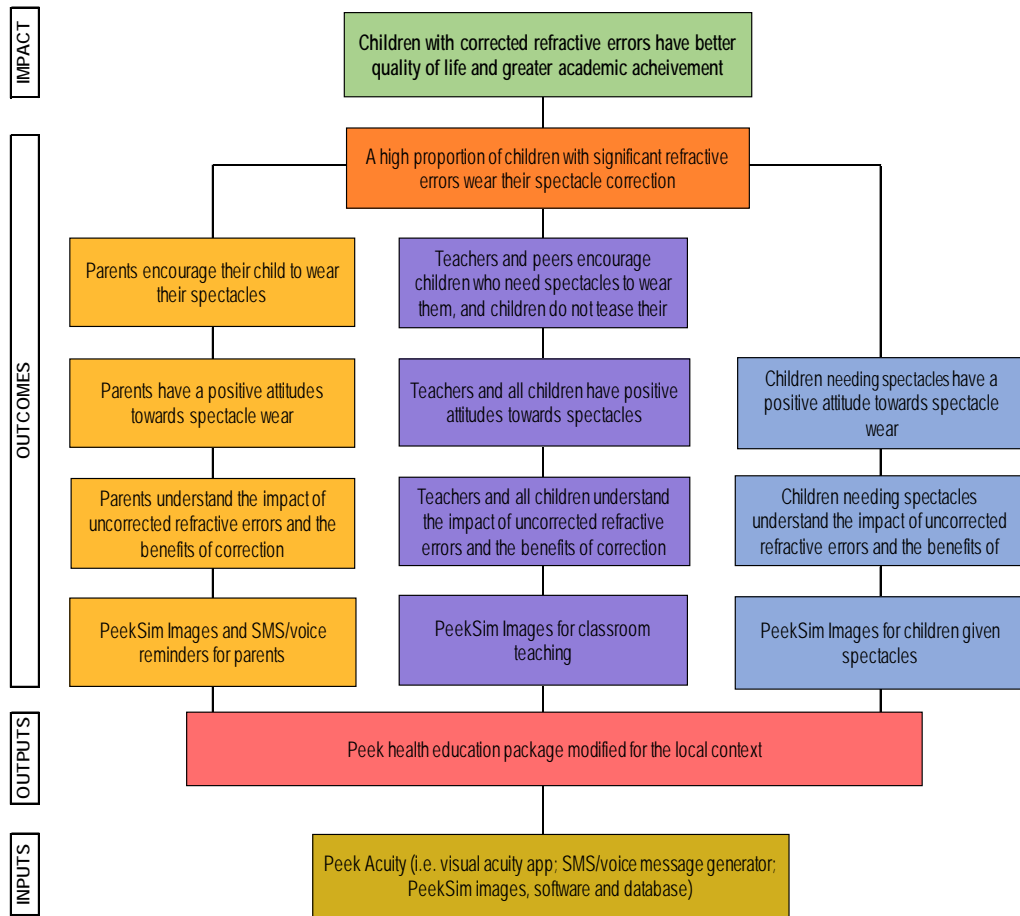 IMPACT
Children with corrected refractive errors have better
quality of life and greater academic acheivement
OUTCOMES
A high proportion of children with significant refractive
errors wear their spectacle correction
Parents encourage their child to wear
their spectacles
Teachers and peers encourage
children who need spectacles to wear
them, and children do not tease their
Parents have a positive attitudes
towards spectacle wear
Teachers and all children have positive
attitudes towards spectacles
Children needing spectacles have a
positive attitude towards spectacle
wear
Parents understand the impact of
uncorrected refractive errors and the
benefits of correction
Teachers and all children understand
the impact of uncorrected refractive
errors and the benefits of correction
Children needing spectacles
understand the impact of uncorrected
refractive errors and the benefits of
PeekSim Images and SMS/voice
reminders for parents
PeekSim Images for classroom
teaching
PeekSim Images for children given
spectacles
OUTPUTS
Peek health education package modified for the local context
INPUTS
Peek Acuity (i.e. visual acuity app; SMS/voice message generator;
PeekSim images, software and database)